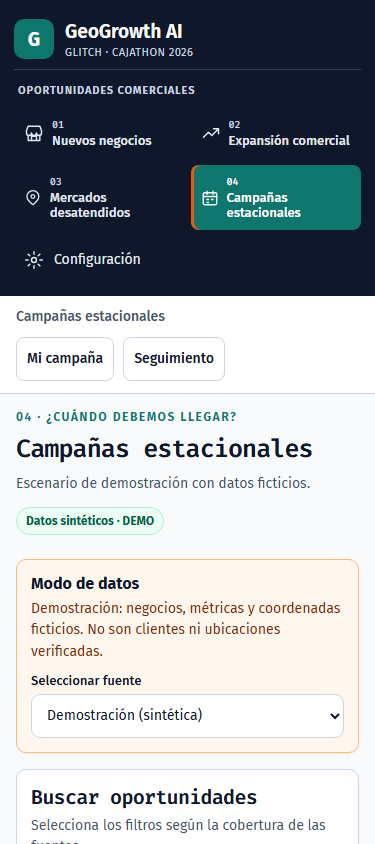 G
GeoGrowth AI
GLITCH · CAJATHON 2026
OPORTUNIDADES COMERCIALES
01
Nuevos negocios
02
Expansión comercial
03
Mercados
desatendidos
04
Campañas
estacionales
Configuración
Campañas estacionales
Mi campaña
Seguimiento
04 · ¿CUÁNDO DEBEMOS LLEGAR?
Campañas estacionales
Escenario de demostración con datos ficticios.
Datos sintéticos · DEMO
Modo de datos
Demostración: negocios, métricas y coordenadas
ficticios. No son clientes ni ubicaciones
verificadas.
Seleccionar fuente
Demostración (sintética)
Buscar oportunidades
Selecciona los filtros según la cobertura de las